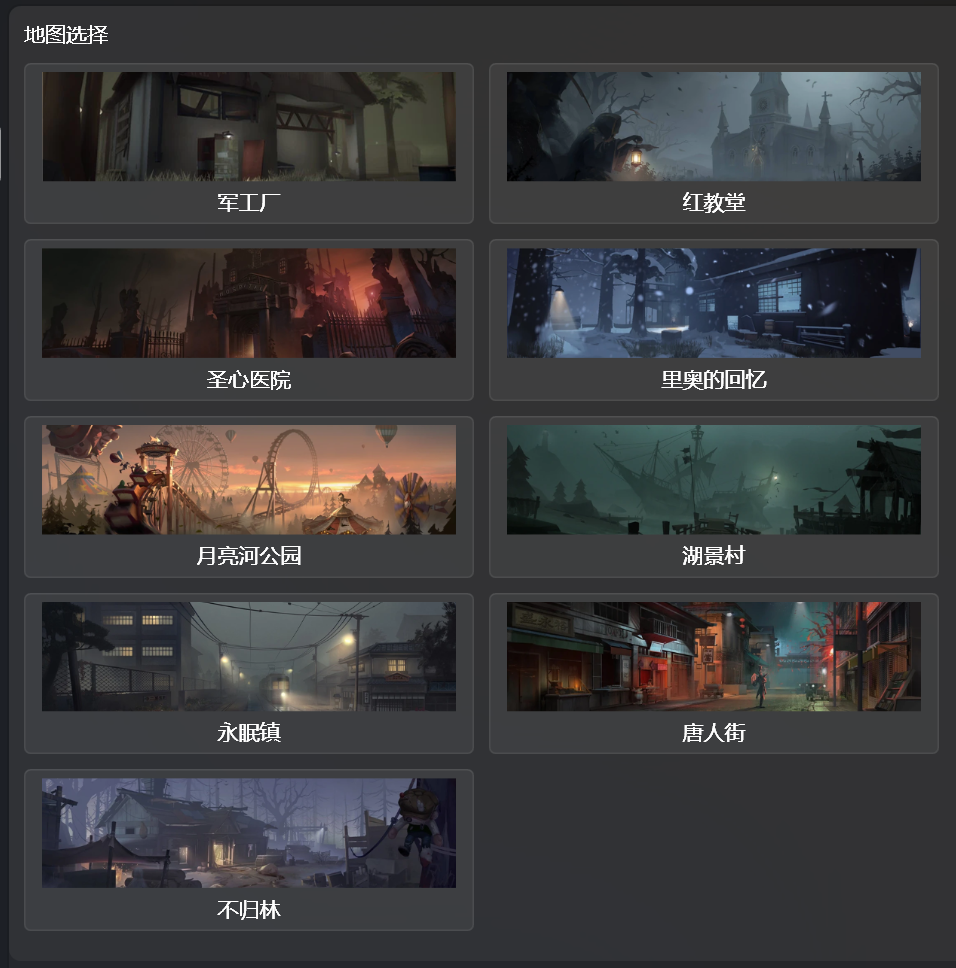 地图选择
军工厂
红教堂
圣心医院
里奥的回忆
月亮河公园
湖景村
永眠镇
唐人街
不归林